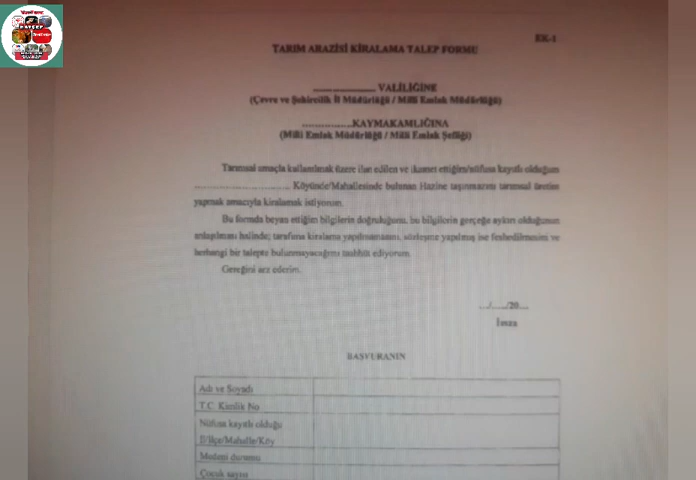 EK-1
TARIM ARAZİSİ KİRALAMA TALEP FORMU
.................... VALİLİĞİNE
(Çevre ve Şehircilik İl Müdürlüğü / Milli Emlak Müdürlüğü)
................KAYMAKAMLIĞINA
(Milli Emlak Müdürlüğü / Milli Emlak Şefliği)
Tarımsal amaçla kullanılmak üzere ilan edilen ve ikamet ettiğim/nüfusa kayıtlı olduğum
.............................. Köyünde/Mahallesinde bulunan Hazine taşınmazını tarımsal üretim
yapmak amacıyla kiralamak istiyorum.
Bu formda beyan ettiğim bilgilerin doğruluğunu, bu bilgilerin gerçeğe aykırı olduğunun
anlaşılması halinde; tarafıma kiralama yapılmamasını, sözleşme yapılmış ise feshedilmesini ve
herhangi bir talepte bulunmayacağımı taahhüt ediyorum.
Gereğini arz ederim.
.../.../20...
İmza
BAŞVURANIN
Adı ve Soyadı
T.C. Kimlik No
Nüfusa kayıtlı olduğu
İl/İlçe/Mahalle/Köy
Medeni durumu
Çocuk sayısı